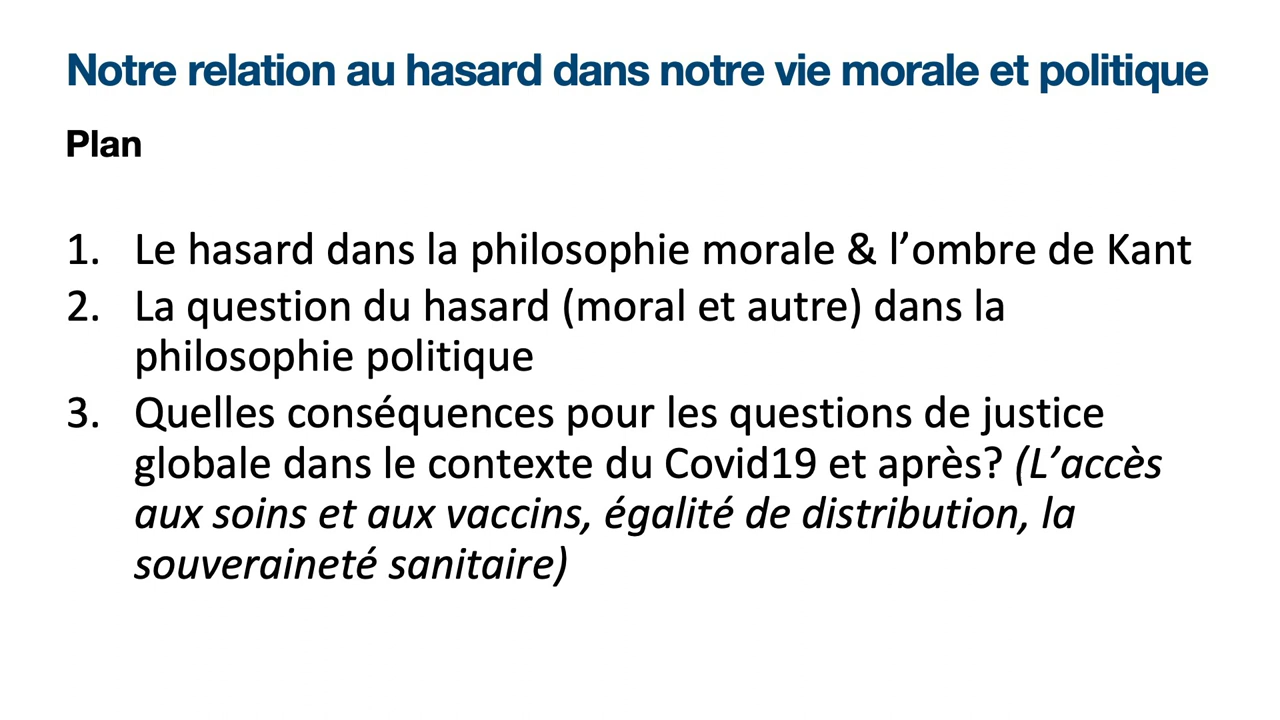 Notre relation au hasard dans notre vie morale et politique
Plan
1. Le hasard dans la philosophie morale & l’ombre de Kant
2. La question du hasard (moral et autre) dans la
philosophie politique
3. Quelles conséquences pour les questions de justice
globale dans le contexte du Covid19 et après? (L’accès
aux soins et aux vaccins, égalité de distribution, la
souveraineté sanitaire)